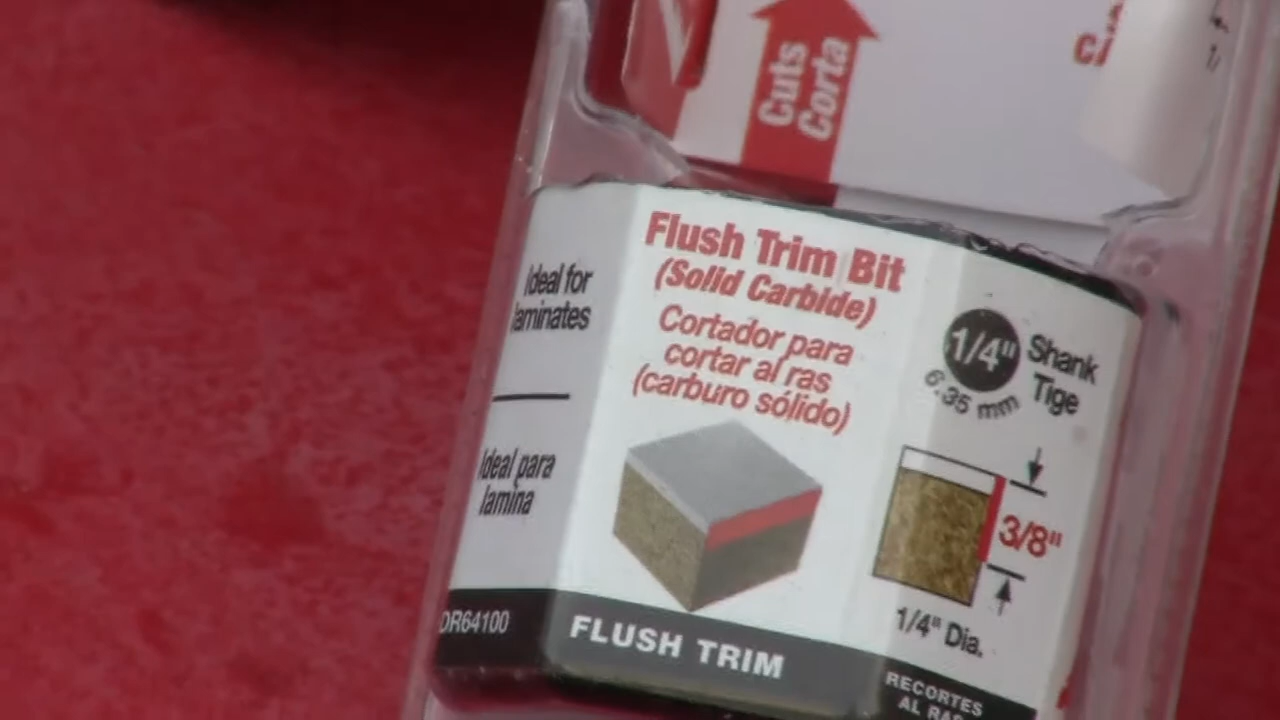 Cuts
Corta
Flush Trim Bit
(Solid Carbide)
Cortador para
cortar al ras
(carburo sólido)
Ideal for
laminates
Ideal para
lamina
1/4"
Shank
Tige
6.35 mm
3/8"
1/4" Dia.
DR64100
FLUSH TRIM
RECORTES
AL RAS